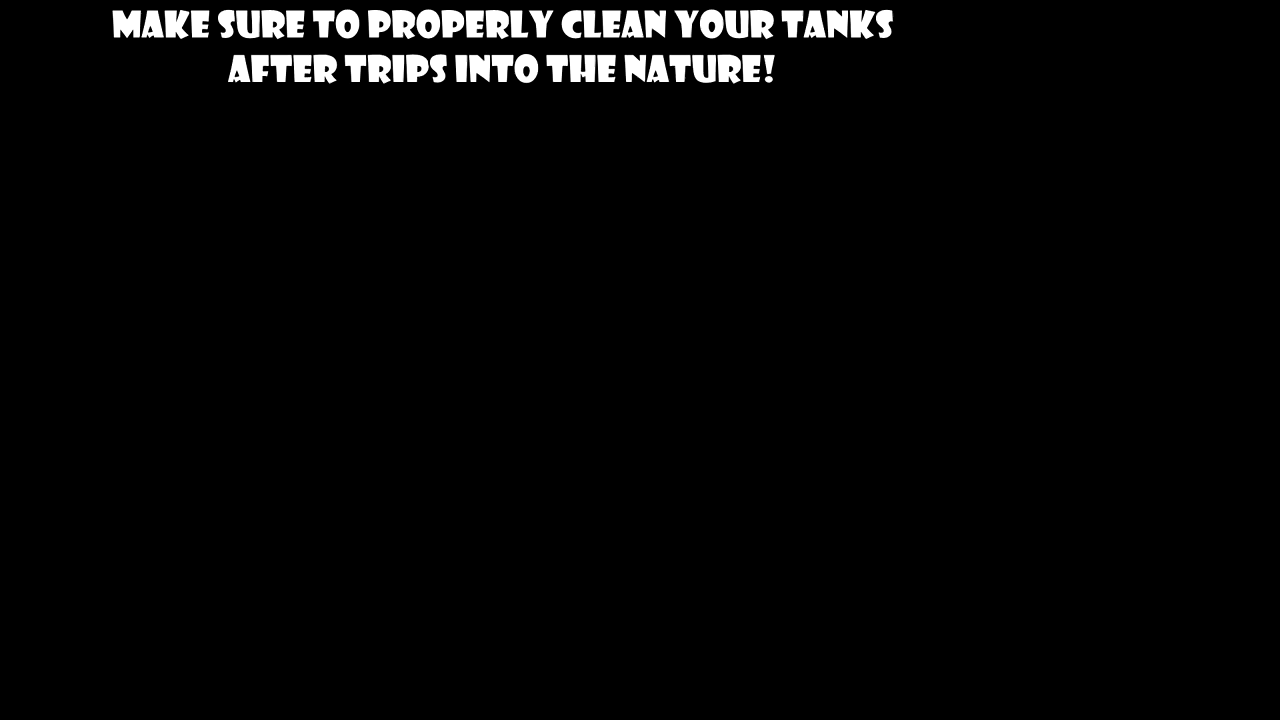 MAKE SURE TO PROPERLY CLEAN YOUR TANKS
AFTER TRIPS INTO THE NATURE!